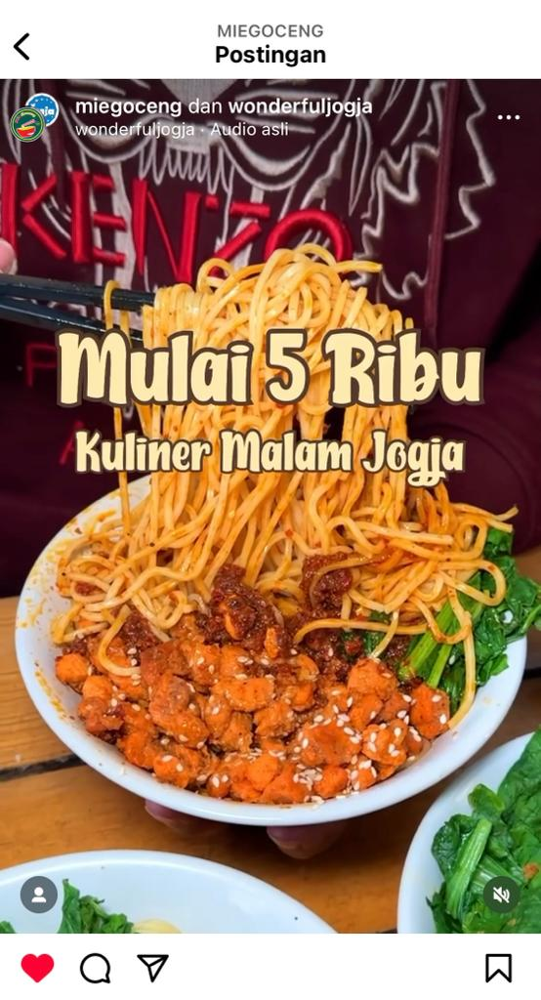 MIEGOCENG
Postingan
miegoceng dan wonderfuljogja
wonderfuljogja · Audio asli
KENZO
Mulai 5 Ribu
Kuliner Malam Jogja